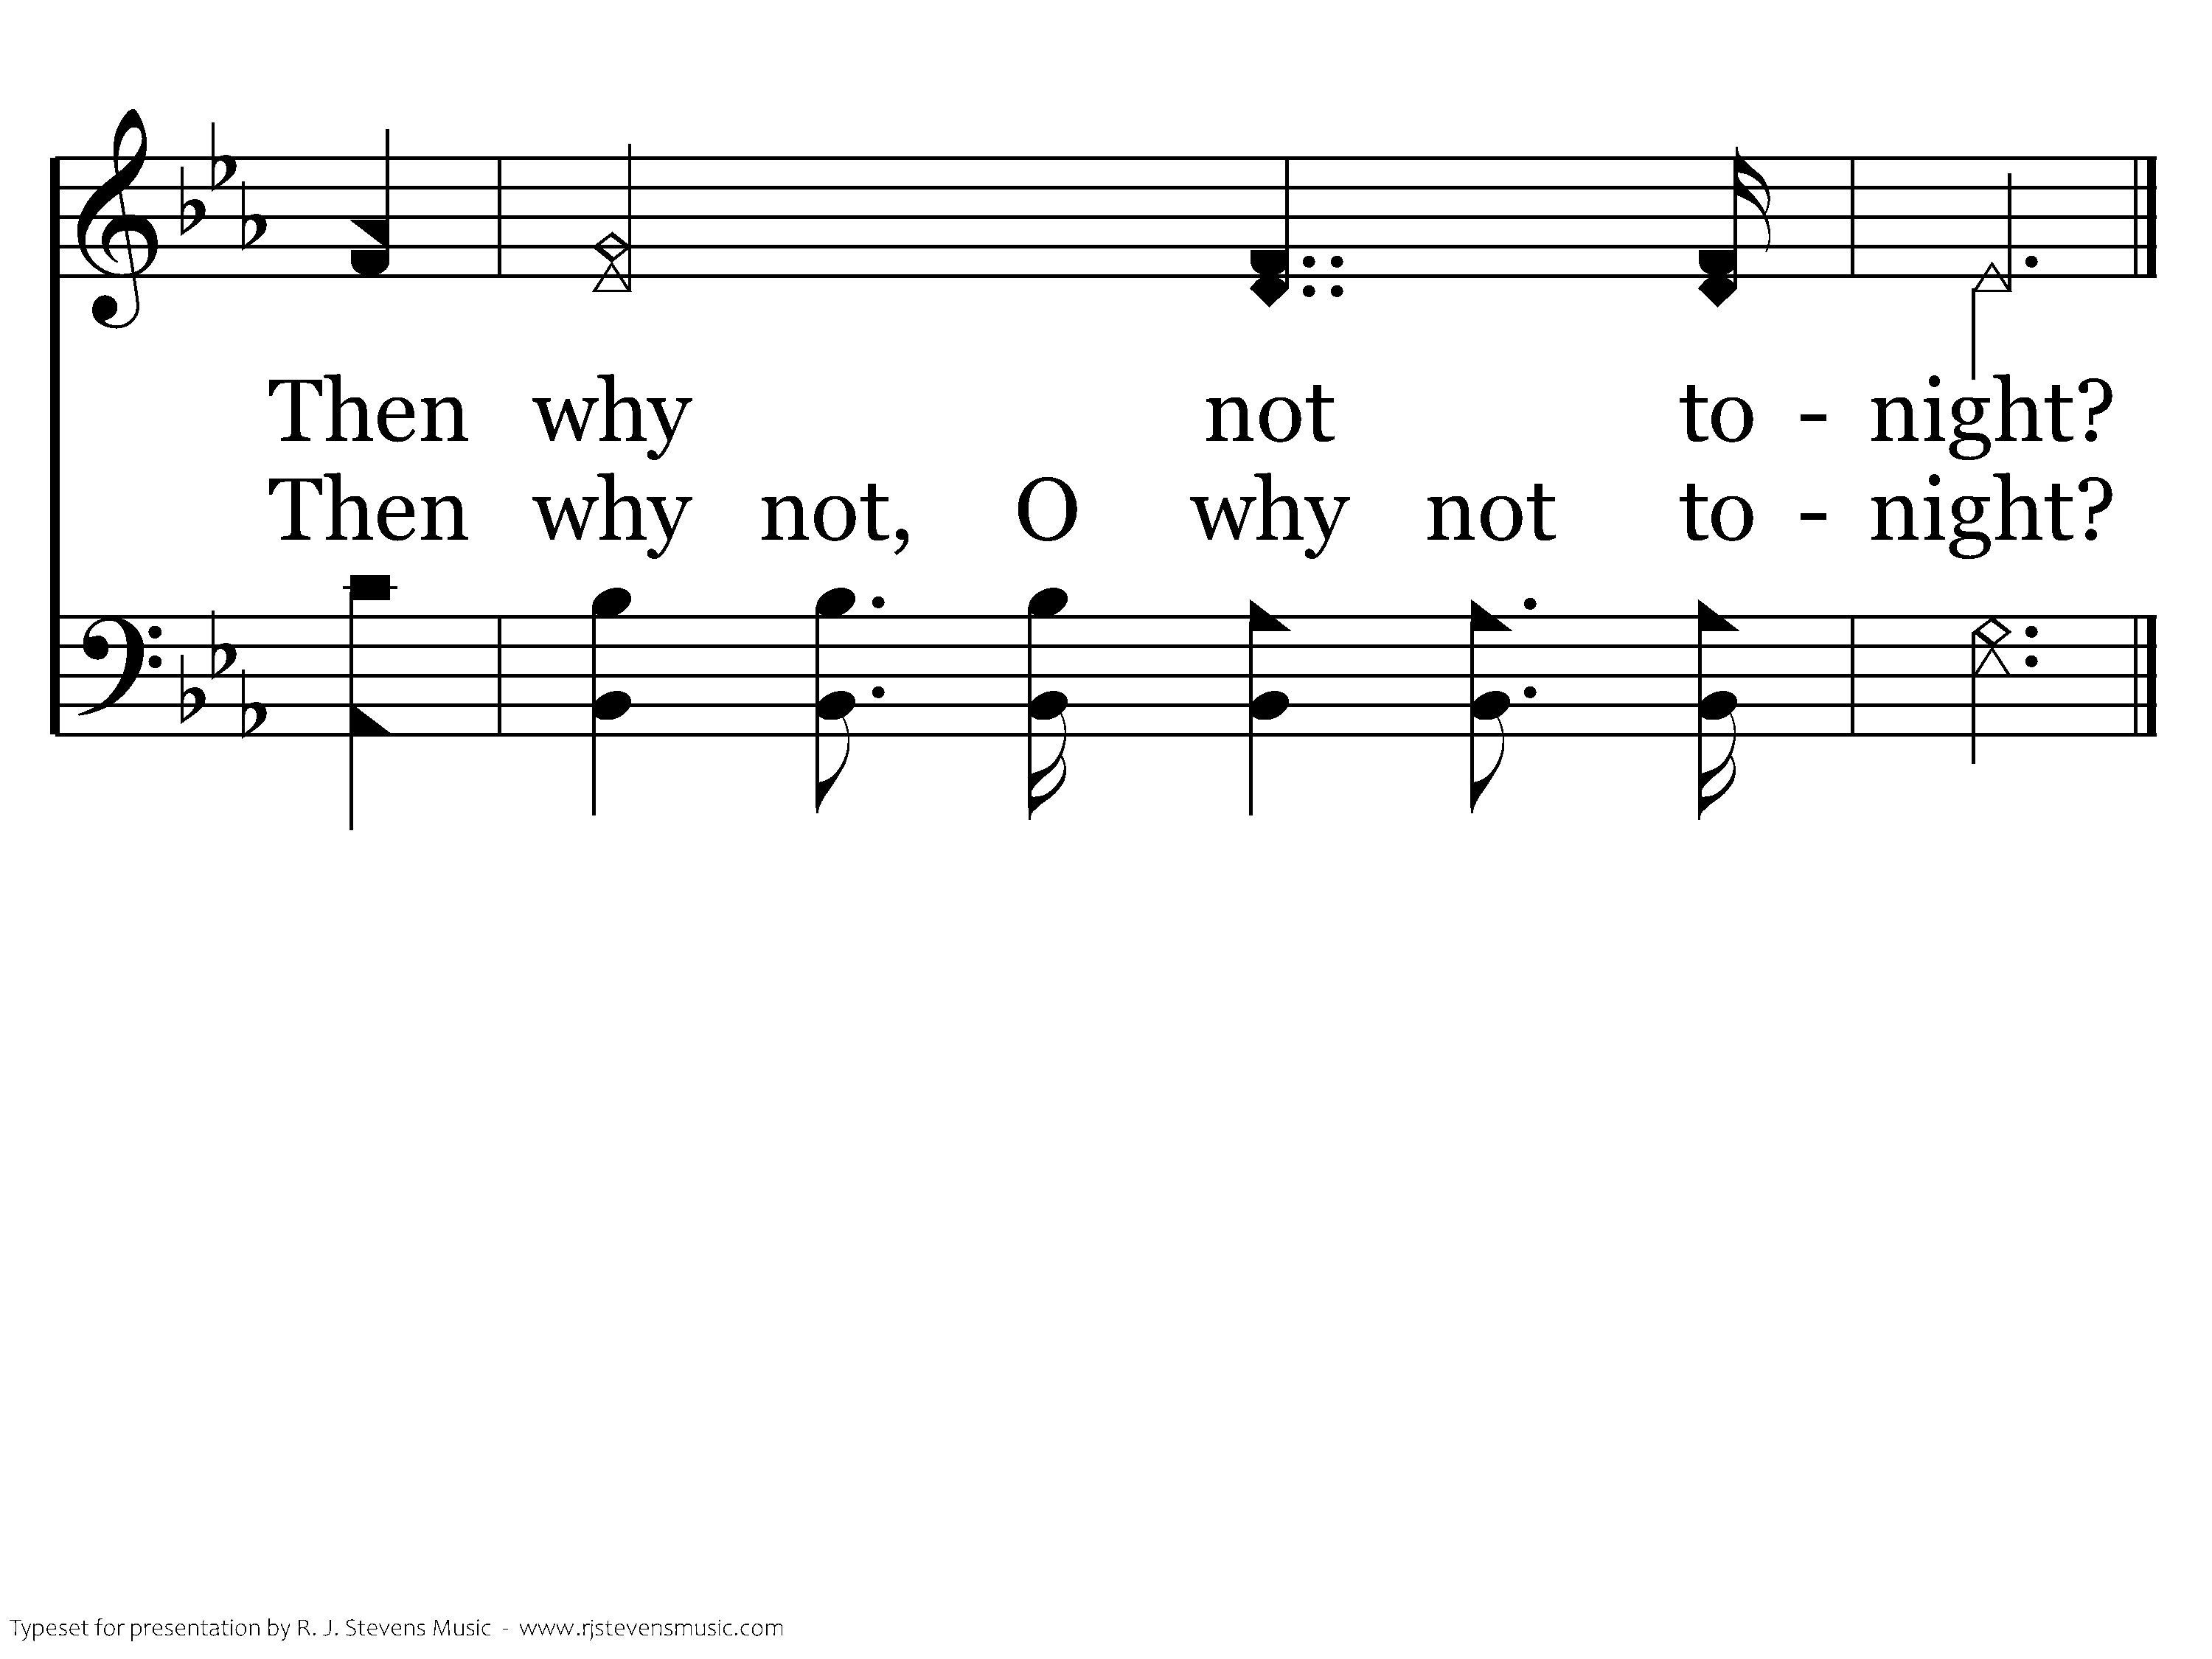 Then why not to - night?
Then why not, O why not to - night?
Typeset for presentation by R. J. Stevens Music - www.rjstevensmusic.com